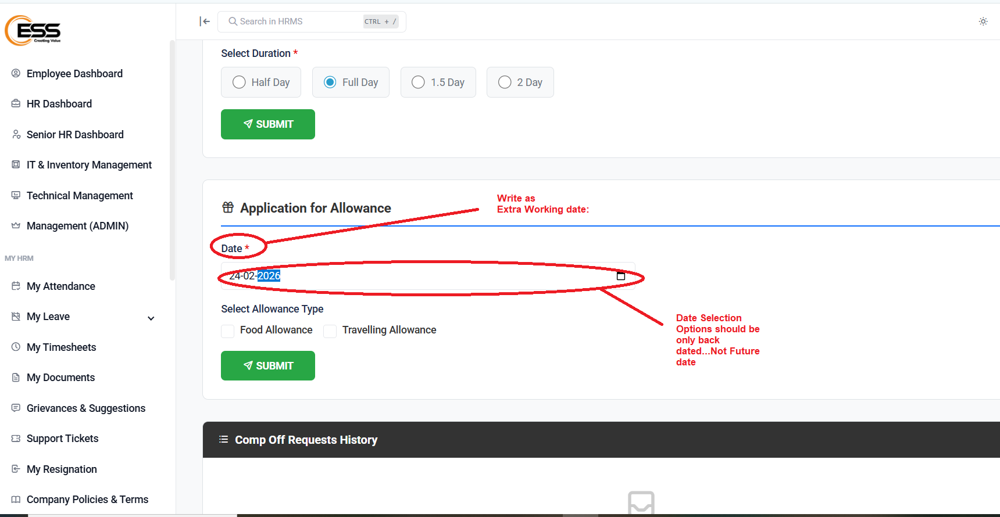 ESS
Creating Value
Search in HRMS
CTRL + /
Employee Dashboard
HR Dashboard
Senior HR Dashboard
IT & Inventory Management
Technical Management
Management (ADMIN)
MY HRM
My Attendance
My Leave
My Timesheets
My Documents
Grievances & Suggestions
Support Tickets
My Resignation
Company Policies & Terms
Select Duration *
Half Day
Full Day
1.5 Day
2 Day
SUBMIT
Application for Allowance
Write as
Extra Working date:
Date *
24-02-2026
Select Allowance Type
Food Allowance
Travelling Allowance
Date Selection
Options should be
only back
dated...Not Future
date
SUBMIT
Comp Off Requests History